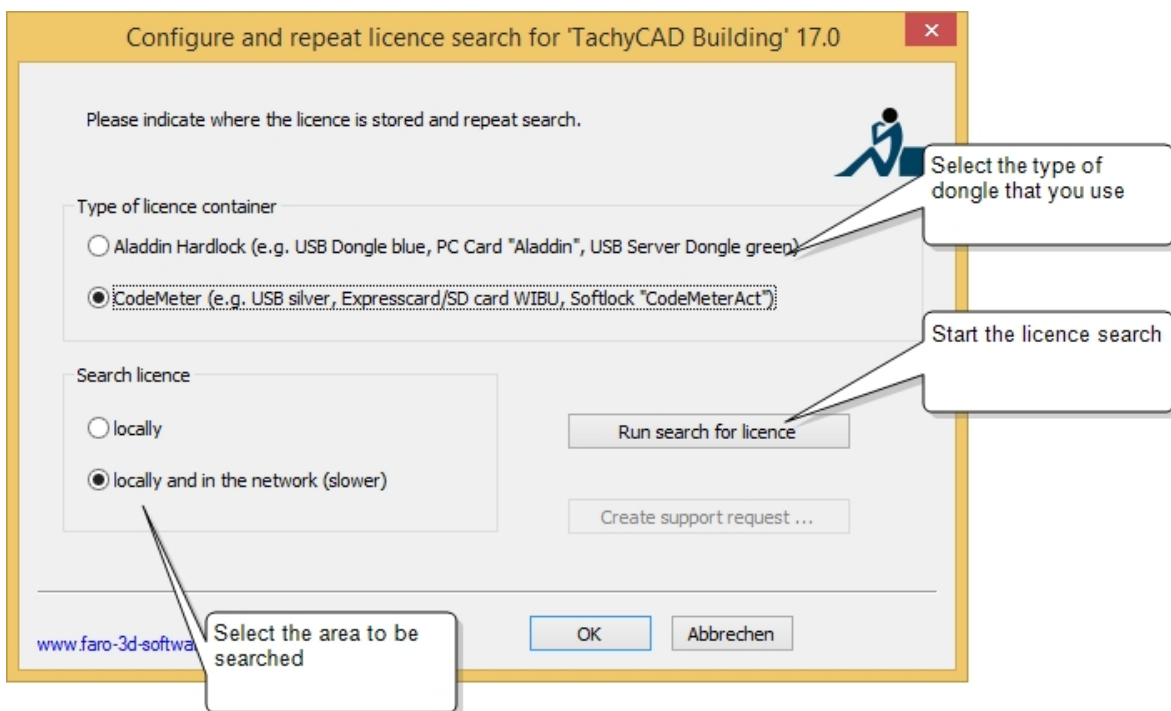 Configure and repeat licence search for 'TachyCAD Building' 17.0
Please indicate where the licence is stored and repeat search.
Select the type of
dongle that you use
Type of licence container
Aladdin Hardlock (e.g. USB Dongle blue, PC Card "Aladdin", USB Server Dongle green)
CodeMeter (e.g. USB silver, Expresscard/SD card WIBU, Softlock "CodeMeterAct")
Start the licence search
Search licence
locally
Run search for licence
locally and in the network (slower)
Create support request ...
Select the area to be
searched
www.faro-3d-softwa
OK
Abbrechen